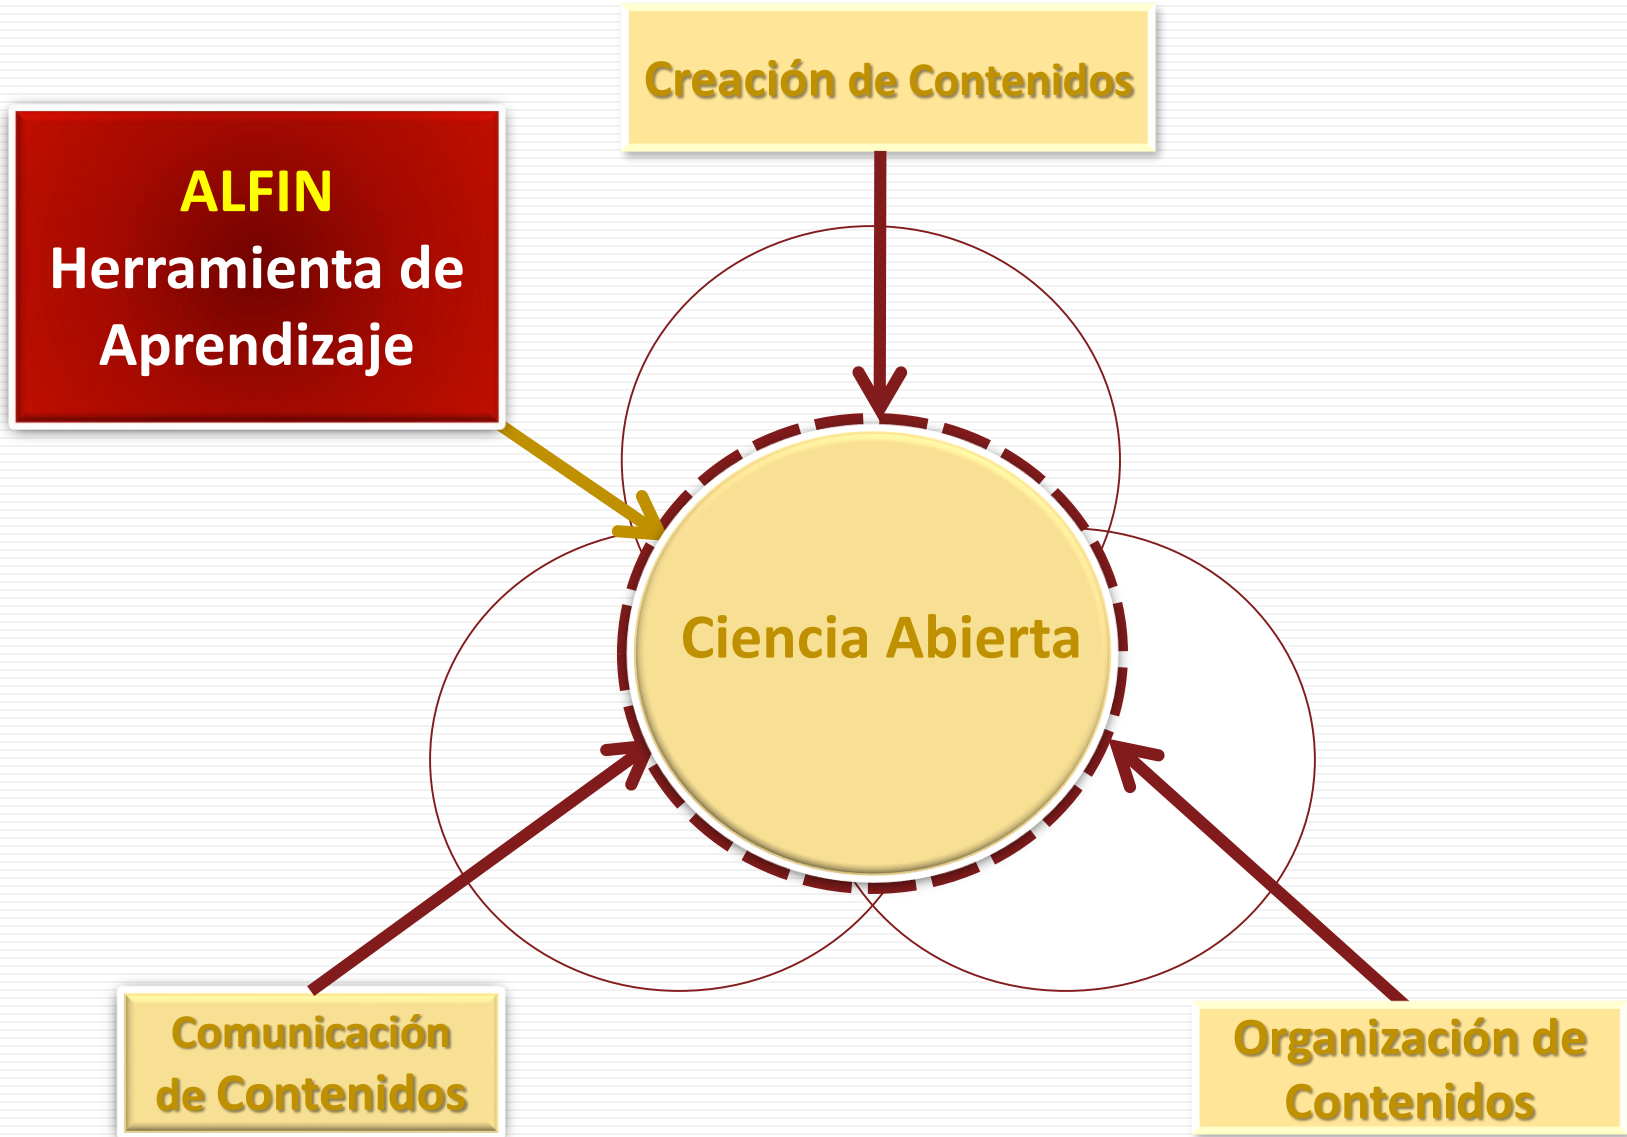 Creación de Contenidos
ALFIN
Herramienta de
Aprendizaje
Ciencia Abierta
Comunicación
de Contenidos
Organización de
Contenidos